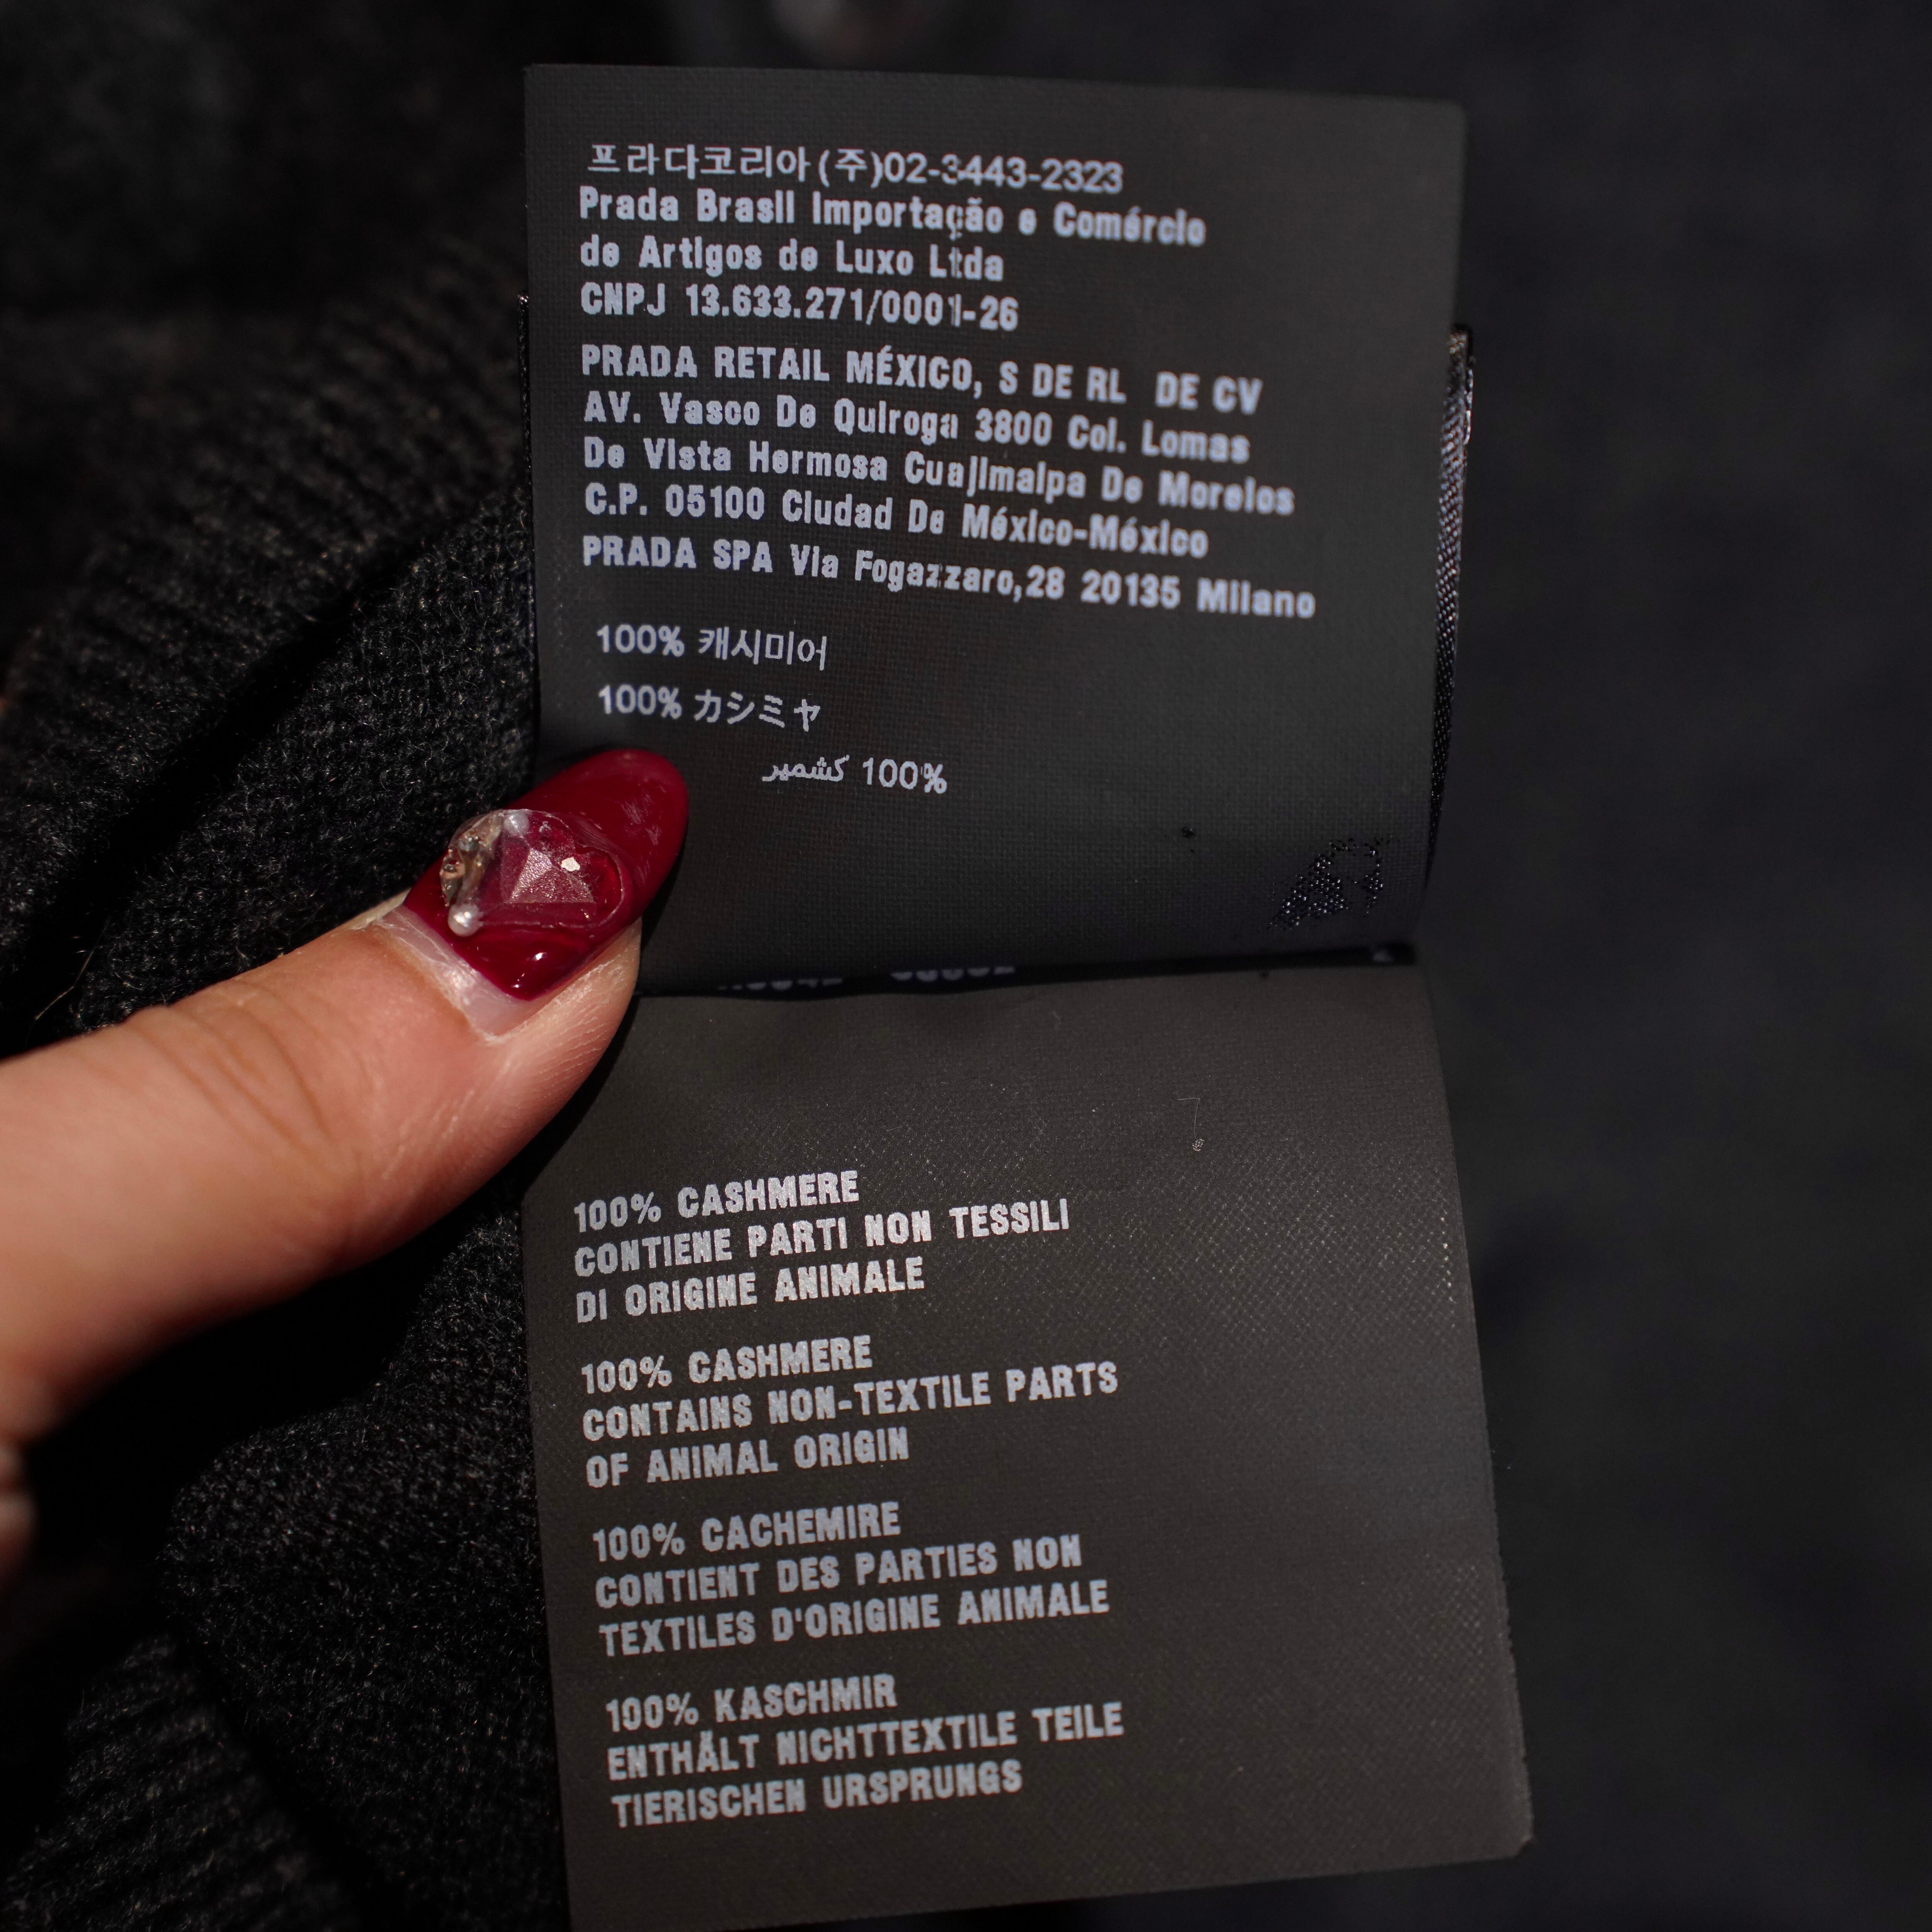 프라다코리아(주)02-3443-2323
Prada Brasil Importação e Comércio
de Artigos de Luxo Ltda
CNPJ 13.633.271/0001-26
PRADA RETAIL MÉXICO, S DE RL DE CV
AV. Vasco De Quiroga 3800 Col. Lomas
De Vista Hermosa Cuajimalpa De Morelos
C.P. 05100 Ciudad De México-México
PRADA SPA Via Fogazzaro,28 20135 Milano
100% 캐시미어
100% カシミヤ
100% كشمير
100% CASHMERE
CONTIENE PARTI NON TESSILI
DI ORIGINE ANIMALE
100% CASHMERE
CONTAINS NON-TEXTILE PARTS
OF ANIMAL ORIGIN
100% CACHEMIRE
CONTIENT DES PARTIES NON
TEXTILES D'ORIGINE ANIMALE
100% KASCHMIR
ENTHÄLT NICHTTEXTILE TEILE
TIERISCHEN URSPRUNGS